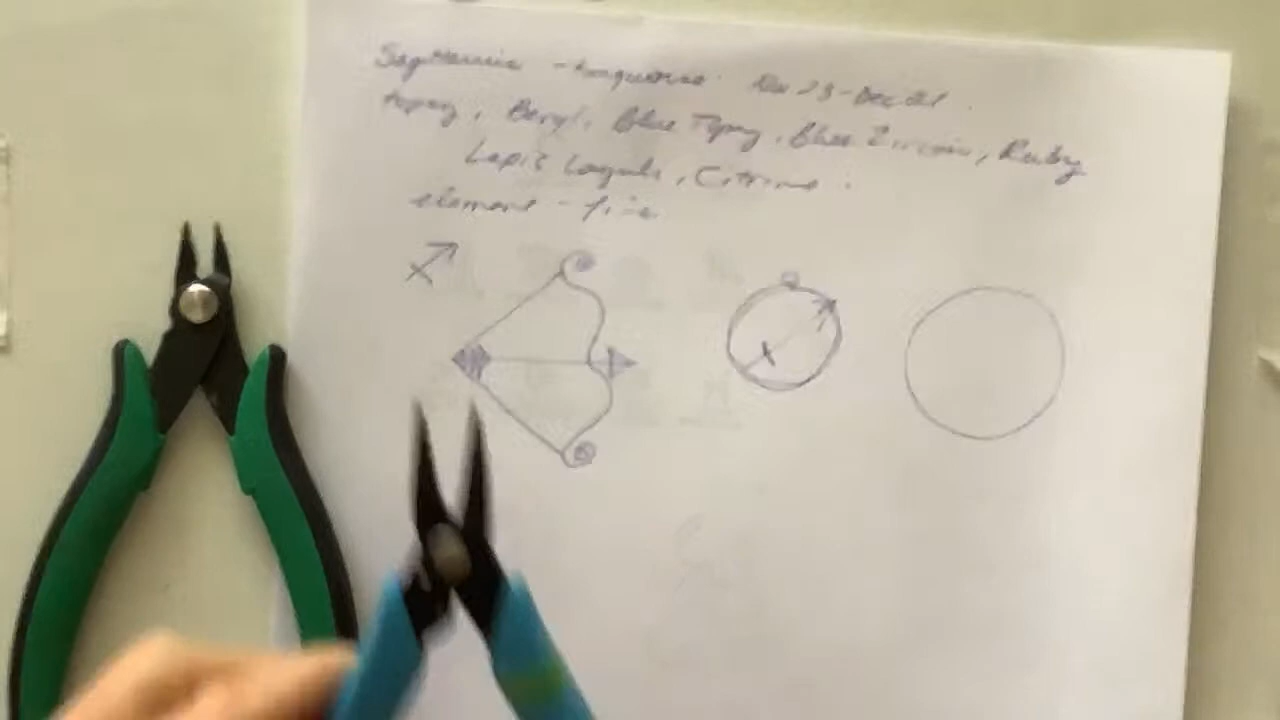 Sagittarius - turquoise Nov 23 - Dec 21.
topaz, Beryl, Blue Topaz, Blue Zircon, Ruby
Lapis Lazuli, Citrine.
element - fire